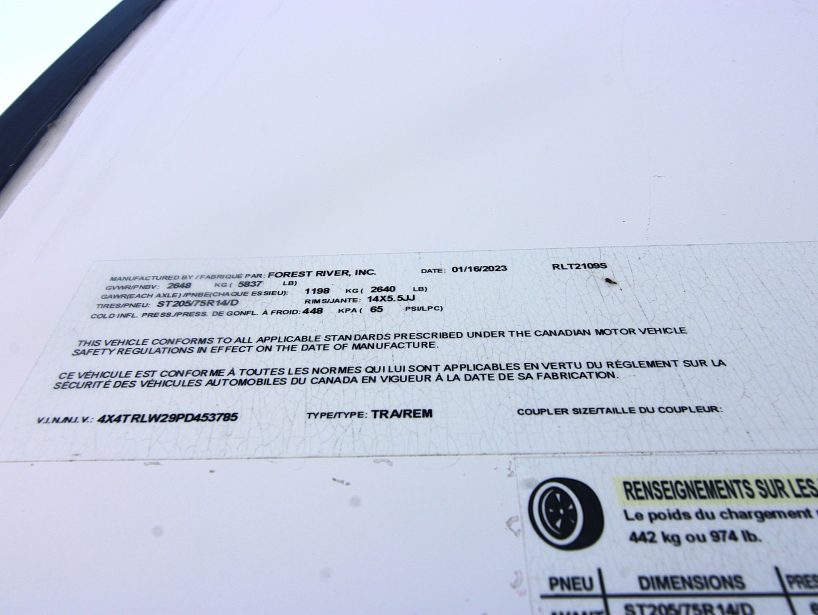 MANUFACTURED BY / FABRIQUÉ PAR: FOREST RIVER, INC. DATE: 01/16/2023 RLT2109S
GVWR/PNBV: 2648 KG ( 5837 LB)
GAWR(EACH AXLE) /PNBE(CHAQUE ESSIEU): 1198 KG ( 2640 LB)
TIRES/PNEU: ST205/75R14/D RIMS/JANTE: 14X5.5JJ
COLD INFL. PRESS./PRESS. DE GONFL. À FROID: 448 KPA ( 65 PSI/LPC)
THIS VEHICLE CONFORMS TO ALL APPLICABLE STANDARDS PRESCRIBED UNDER THE CANADIAN MOTOR VEHICLE
SAFETY REGULATIONS IN EFFECT ON THE DATE OF MANUFACTURE.
CE VÉHICULE EST CONFORME À TOUTES LES NORMES QUI LUI SONT APPLICABLES EN VERTU DU RÉGLEMENT SUR LA
SÉCURITÉ DES VÉHICULES AUTOMOBILES DU CANADA EN VIGUEUR À LA DATE DE SA FABRICATION.
V.I.N./N.I.V.: 4X4TRLW29PD453785 TYPE/TYPE: TRA/REM COUPLER SIZE/TAILLE DU COUPLEUR:
RENSEIGNEMENTS SUR LES
Le poids du chargement
442 kg ou 974 lb.
PNEU DIMENSIONS PRES
AVANT ST205/75R14/D